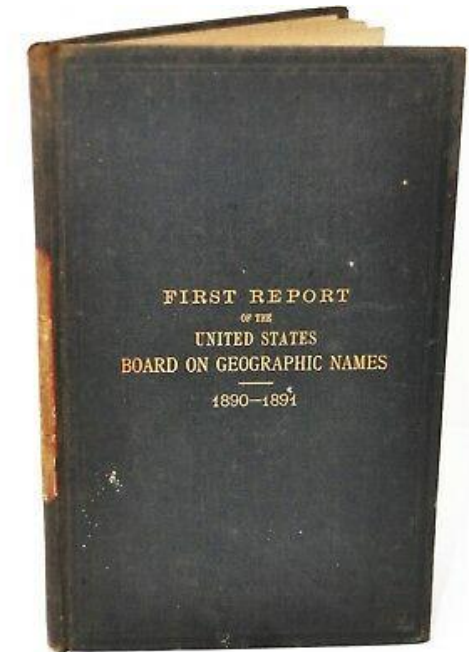 FIRST REPORT
OF THE
UNITED STATES
BOARD ON GEOGRAPHIC NAMES
1890–1891